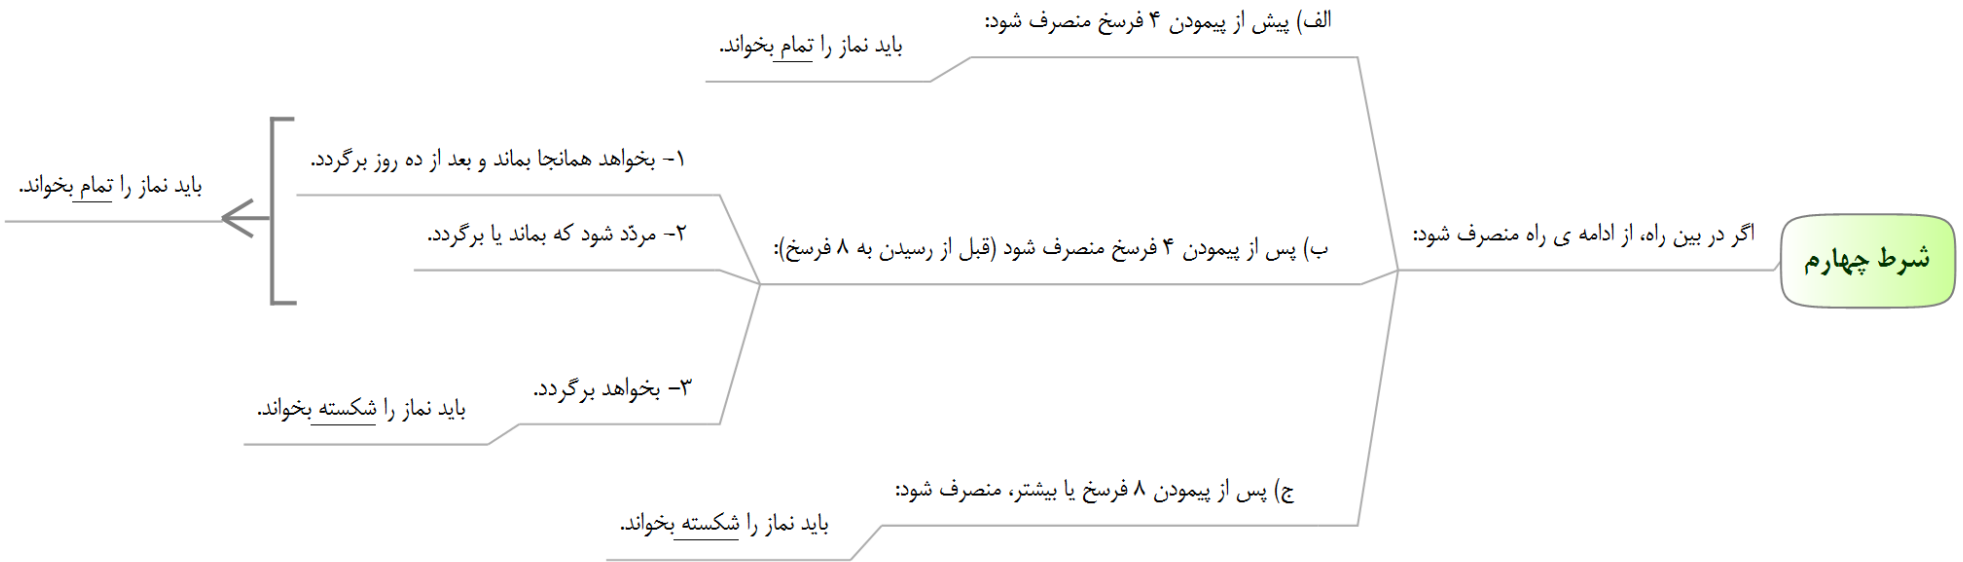 شرط چهارم
اگر در بین راه، از ادامه ی راه منصرف شود:
الف) پیش از پیمودن ۴ فرسخ منصرف شود:
باید نماز را تمام بخواند.
ب) پس از پیمودن ۴ فرسخ منصرف شود (قبل از رسیدن به ۸ فرسخ):
۱- بخواهد همانجا بماند و بعد از ده روز برگردد.
۲- مردّد شود که بماند یا برگردد.
باید نماز را تمام بخواند.
۳- بخواهد برگردد.
باید نماز را شکسته بخواند.
ج) پس از پیمودن ۸ فرسخ یا بیشتر، منصرف شود:
باید نماز را شکسته بخواند.